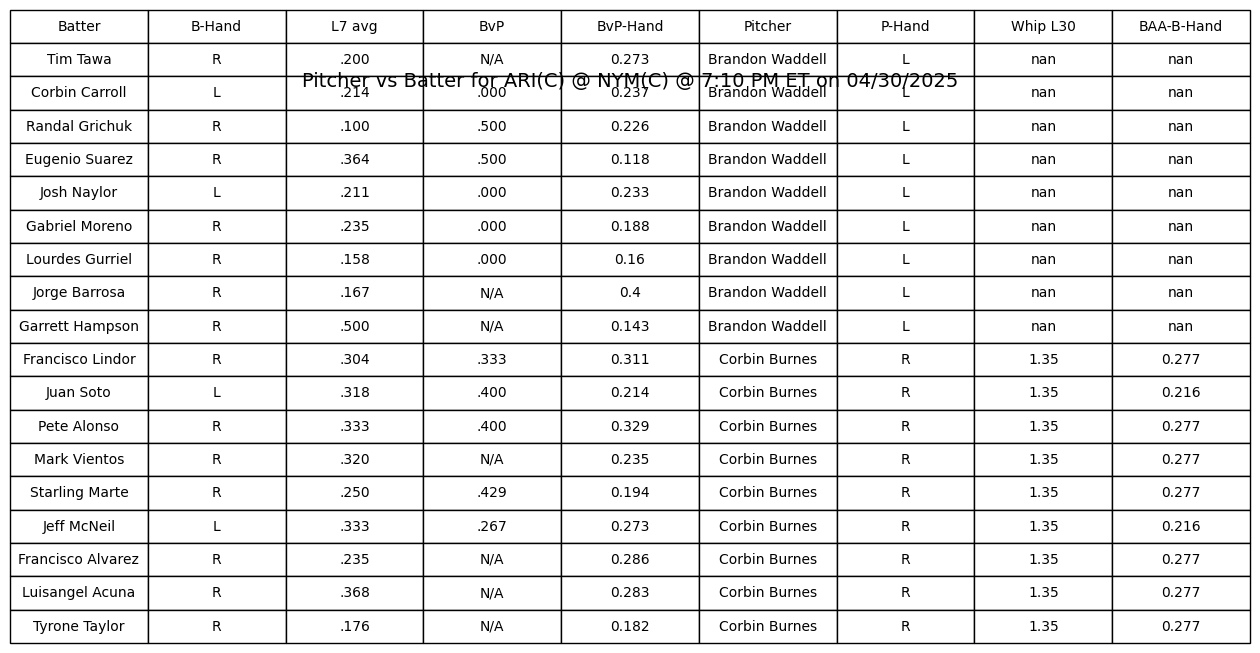 Batter B-Hand L7 avg BvP BvP-Hand Pitcher P-Hand Whip L30 BAA-B-Hand
Tim Tawa R .200 N/A 0.273 Brandon Waddell L nan nan
Pitcher vs Batter for ARI(C) @ NYM(C) @ 7:10 PM ET on 04/30/2025
Corbin Carroll L .214 .000 0.237 Brandon Waddell L nan nan
Randal Grichuk R .100 .500 0.226 Brandon Waddell L nan nan
Eugenio Suarez R .364 .500 0.118 Brandon Waddell L nan nan
Josh Naylor L .211 .000 0.233 Brandon Waddell L nan nan
Gabriel Moreno R .235 .000 0.188 Brandon Waddell L nan nan
Lourdes Gurriel R .158 .000 0.16 Brandon Waddell L nan nan
Jorge Barrosa R .167 N/A 0.4 Brandon Waddell L nan nan
Garrett Hampson R .500 N/A 0.143 Brandon Waddell L nan nan
Francisco Lindor R .304 .333 0.311 Corbin Burnes R 1.35 0.277
Juan Soto L .318 .400 0.214 Corbin Burnes R 1.35 0.216
Pete Alonso R .333 .400 0.329 Corbin Burnes R 1.35 0.277
Mark Vientos R .320 N/A 0.235 Corbin Burnes R 1.35 0.277
Starling Marte R .250 .429 0.194 Corbin Burnes R 1.35 0.277
Jeff McNeil L .333 .267 0.273 Corbin Burnes R 1.35 0.216
Francisco Alvarez R .235 N/A 0.286 Corbin Burnes R 1.35 0.277
Luisangel Acuna R .368 N/A 0.283 Corbin Burnes R 1.35 0.277
Tyrone Taylor R .176 N/A 0.182 Corbin Burnes R 1.35 0.277